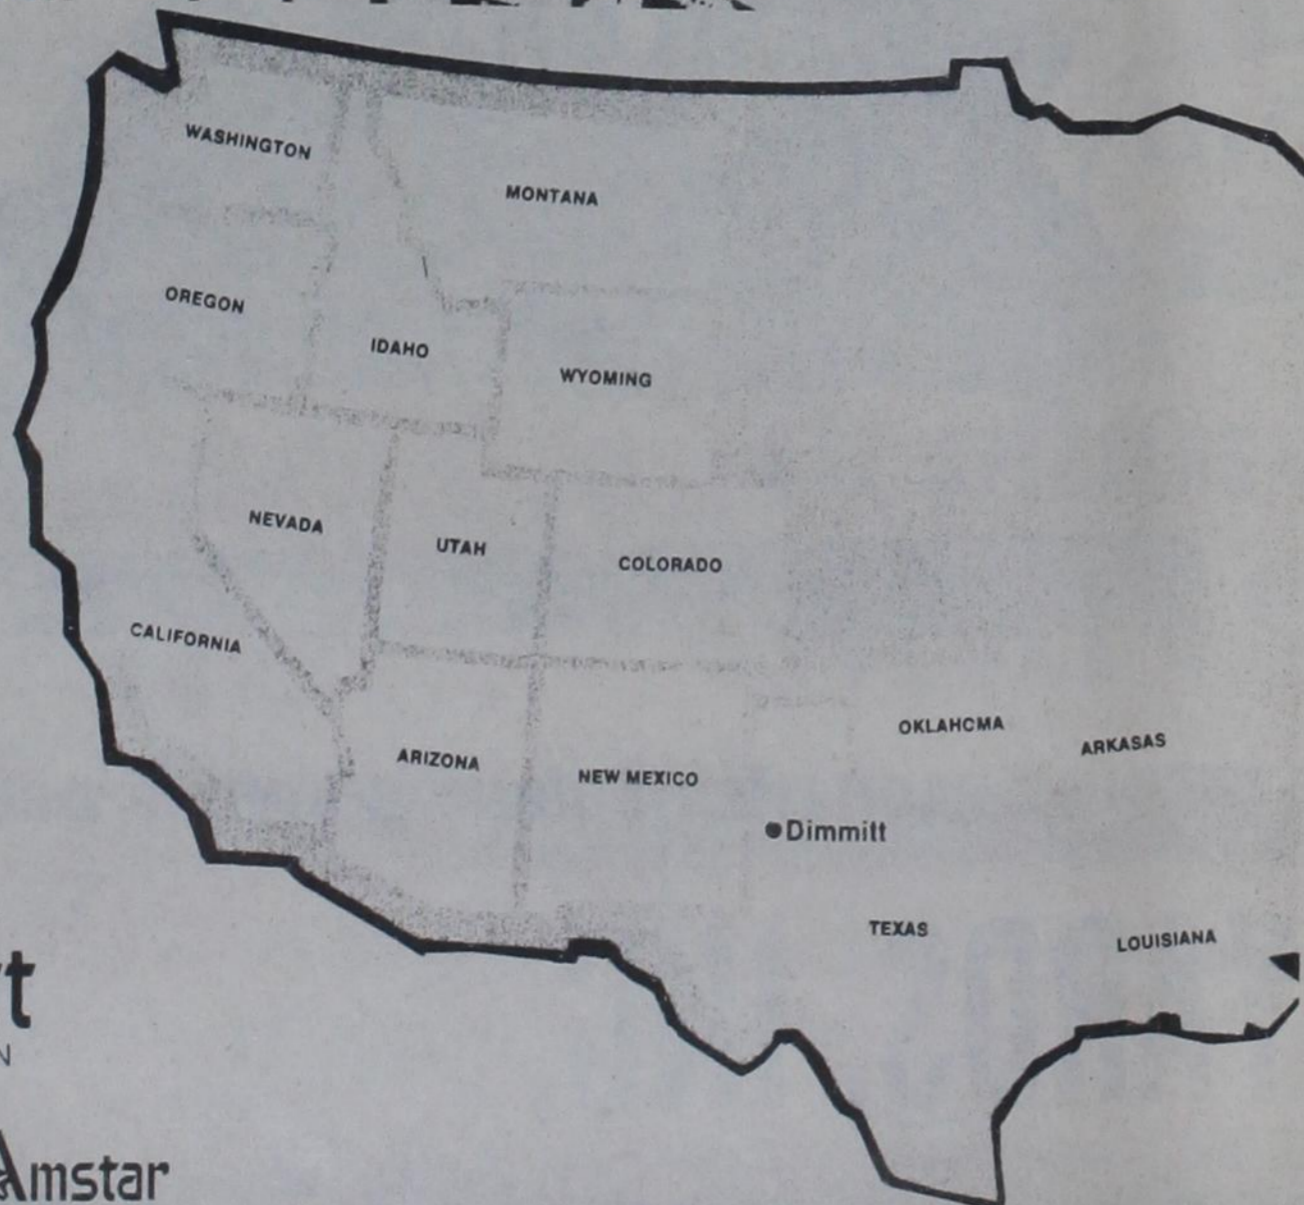 WASHINGTON
MONTANA
OREGON
IDAHO
WYOMING
NEVADA
UTAH
COLORADO
CALIFORNIA
ARIZONA
NEW MEXICO
OKLAHCMA
ARKASAS
Dimmitt
TEXAS
LOUISIANA
t
N
Amstar